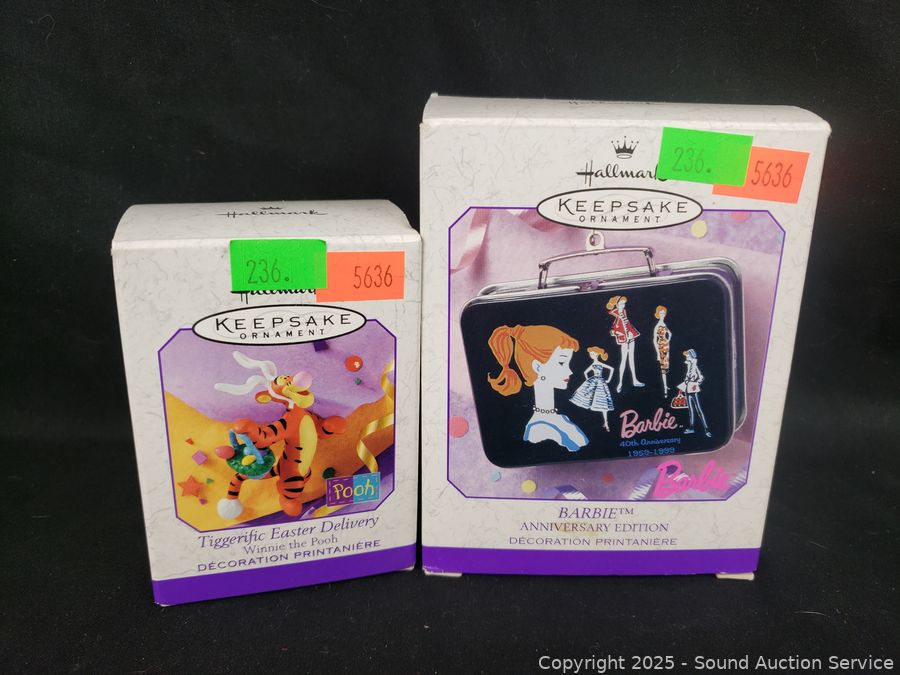 Hallmark
236.
5636
Hallmark
KEEPSAKE
ORNAMENT
Pooh
Tiggerific Easter Delivery
Winnie the Pooh
DÉCORATION PRINTANIÈRE
Hallmark
236.
5636
KEEPSAKE
ORNAMENT
Barbie
40th Anniversary
1959-1999
Barbie
BARBIE™
ANNIVERSARY EDITION
DÉCORATION PRINTANIÈRE
Copyright © 2025 - Sound Auction Service